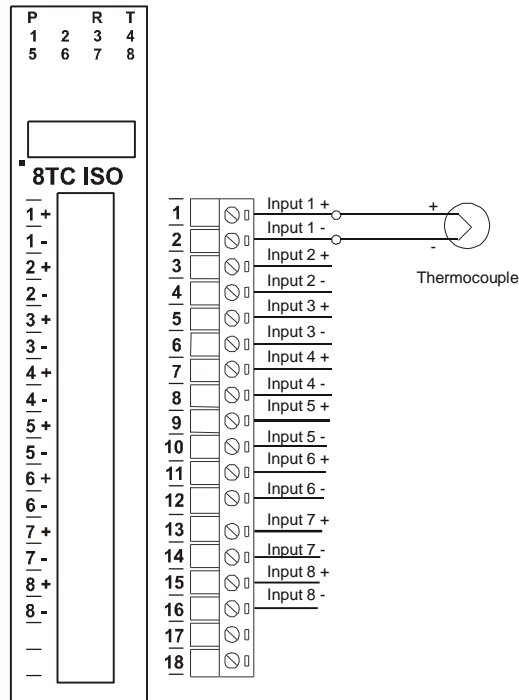 P R T
1 2 3 4
5 6 7 8
8TC ISO
1 +
1 -
2 +
2 -
3 +
3 -
4 +
4 -
5 +
5 -
6 +
6 -
7 +
7 -
8 +
8 -
1 Input 1 + +
2 Input 1 - -
3 Input 2 +
4 Input 2 -
5 Input 3 +
6 Input 3 -
7 Input 4 +
8 Input 4 -
9 Input 5 +
10 Input 5 -
11 Input 6 +
12 Input 6 -
13 Input 7 +
14 Input 7 -
15 Input 8 +
16 Input 8 -
17
18
Thermocouple